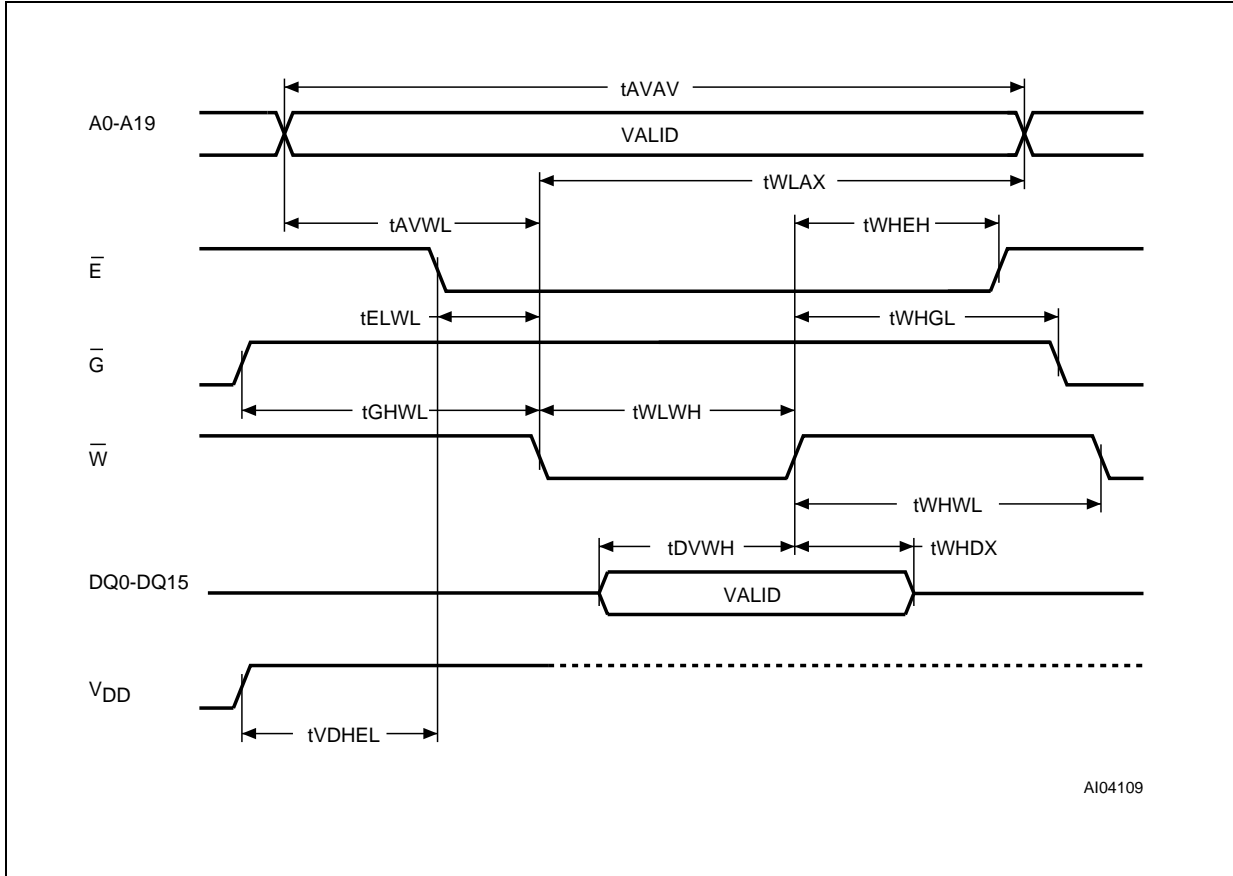 tAVAV
A0-A19
VALID
tWLAX
tAVWL
tWHEH
E̅
tELWL
tWHGL
G̅
tGHWL
tWLWH
W̅
tWHWL
tDVWH
tWHDX
DQ0-DQ15
VALID
VDD
tVDHEL
AI04109